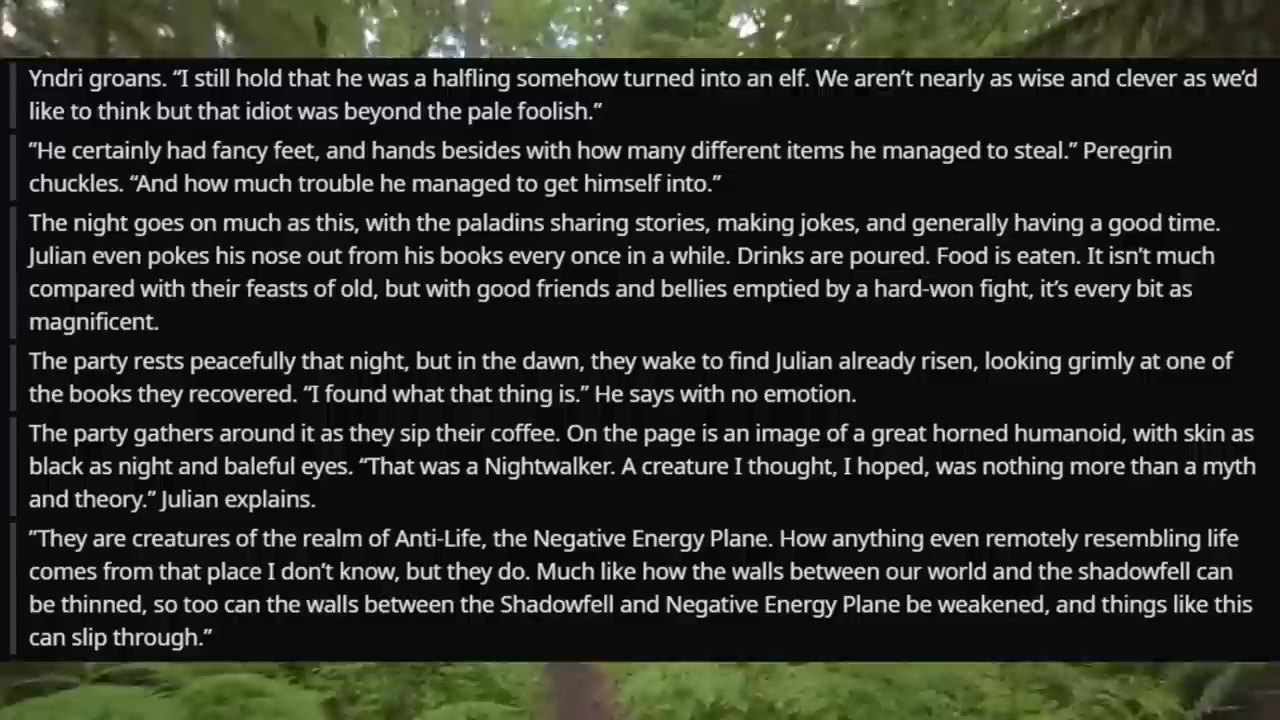 Yndri groans. “I still hold that he was a halfling somehow turned into an elf. We aren’t nearly as wise and clever as we’d
like to think but that idiot was beyond the pale foolish.”
“He certainly had fancy feet, and hands besides with how many different items he managed to steal.” Peregrin
chuckles. “And how much trouble he managed to get himself into.”
The night goes on much as this, with the paladins sharing stories, making jokes, and generally having a good time.
Julian even pokes his nose out from his books every once in a while. Drinks are poured. Food is eaten. It isn’t much
compared with their feasts of old, but with good friends and bellies emptied by a hard-won fight, it’s every bit as
magnificent.
The party rests peacefully that night, but in the dawn, they wake to find Julian already risen, looking grimly at one of
the books they recovered. “I found what that thing is.” He says with no emotion.
The party gathers around it as they sip their coffee. On the page is an image of a great horned humanoid, with skin as
black as night and baleful eyes. “That was a Nightwalker. A creature I thought, I hoped, was nothing more than a myth
and theory.” Julian explains.
“They are creatures of the realm of Anti-Life, the Negative Energy Plane. How anything even remotely resembling life
comes from that place I don’t know, but they do. Much like how the walls between our world and the shadowfell can
be thinned, so too can the walls between the Shadowfell and Negative Energy Plane be weakened, and things like this
can slip through.”